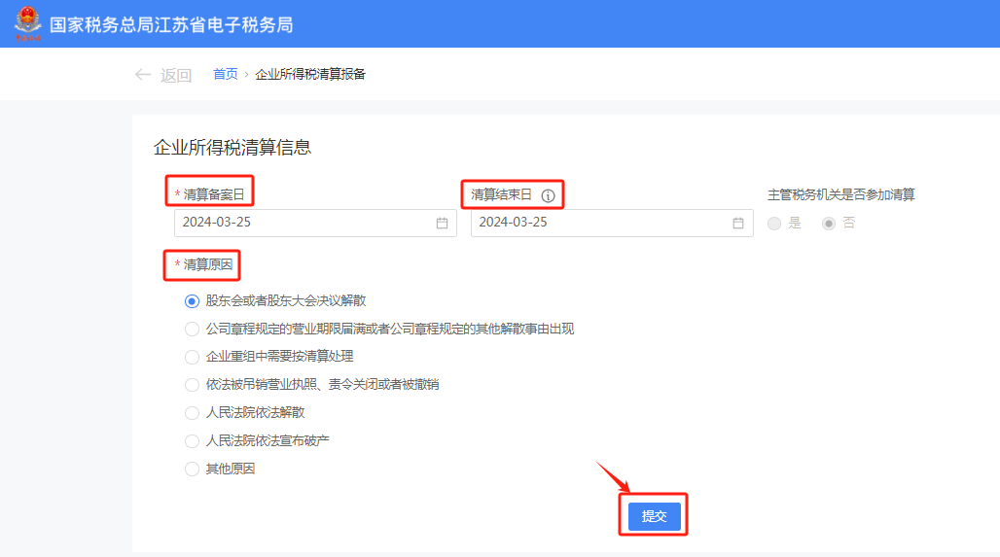 国家税务总局江苏省电子税务局
返回 首页 › 企业所得税清算报备
企业所得税清算信息
* 清算备案日 清算结束日 主管税务机关是否参加清算
2024-03-25 2024-03-25 是 否
* 清算原因
股东会或者股东大会决议解散
公司章程规定的营业期限届满或者公司章程规定的其他解散事由出现
企业重组中需要按清算处理
依法被吊销营业执照、责令关闭或者被撤销
人民法院依法解散
人民法院依法宣布破产
其他原因
提交